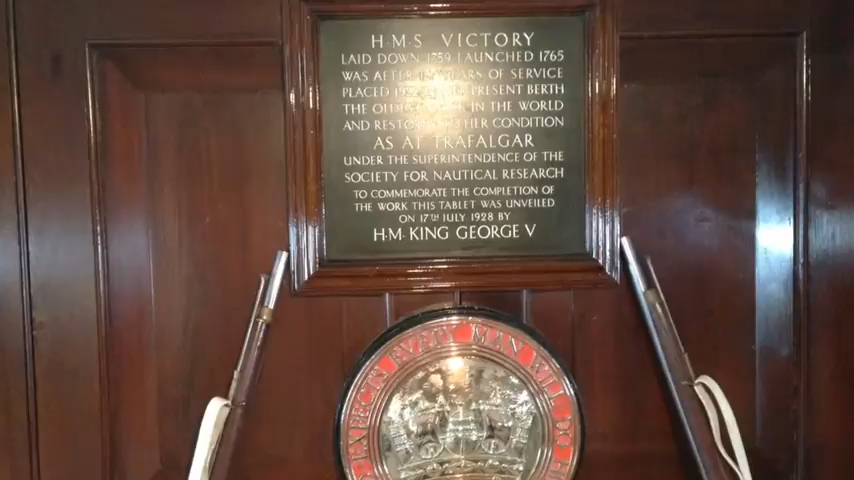 H·M·S VICTORY
LAID DOWN 1759 LAUNCHED 1765
WAS AFTER YEARS OF SERVICE
PLACED PRESENT BERTH
THE OLDEST IN THE WORLD
AND RESTORED HER CONDITION
AS AT TRAFALGAR
UNDER THE SUPERINTENDENCE OF THE
SOCIETY FOR NAUTICAL RESEARCH
TO COMMEMORATE THE COMPLETION OF
THE WORK THIS TABLET WAS UNVEILED
ON 17TH JULY 1928 BY
H·M·KING GEORGE V
EXPECTS EVERY MAN WILL DO